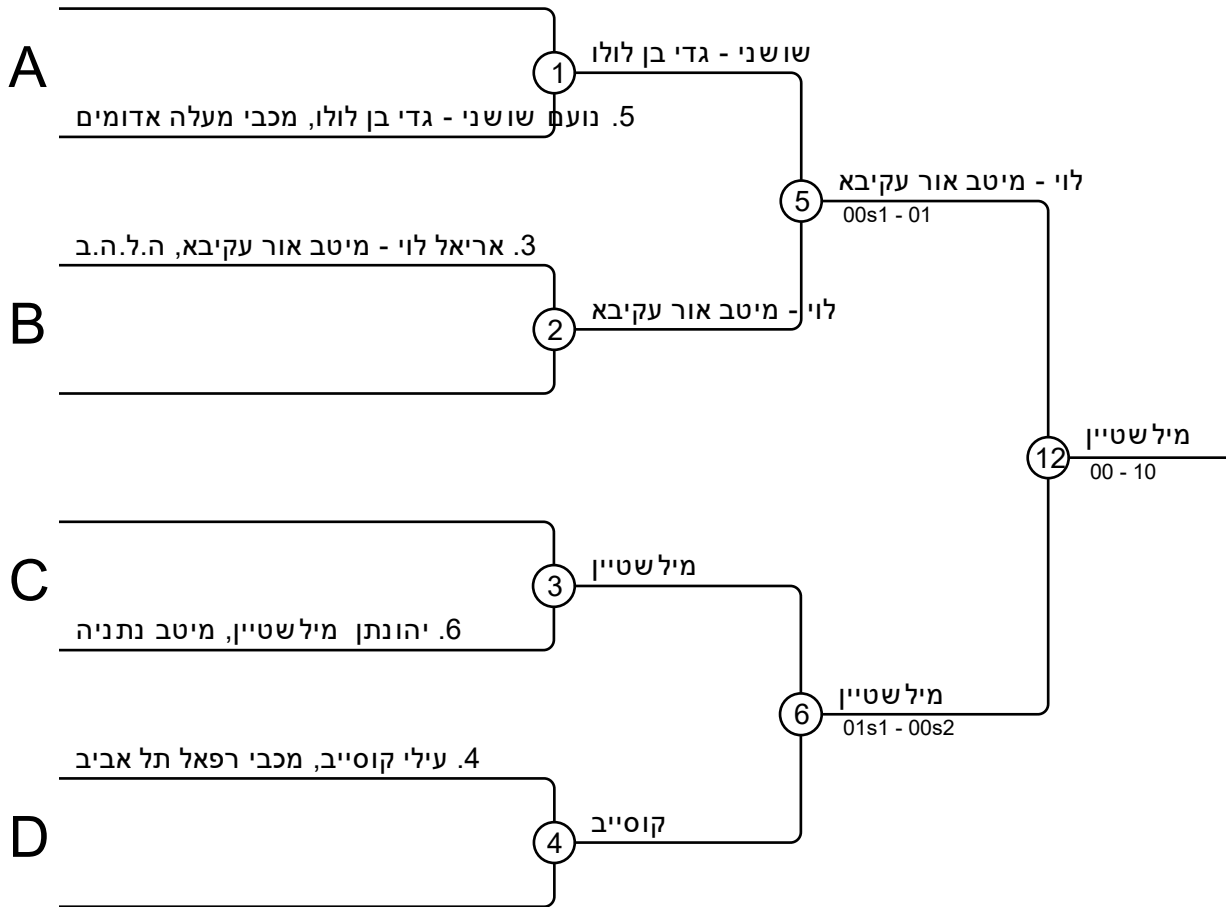 A
שושני - גדי בן לולו
1
5. נועם שושני - גדי בן לולו, מכבי מעלה אדומים
לוי - מיטב אור עקיבא
5
00s1 - 01
3. אריאל לוי - מיטב אור עקיבא, ה.ל.ה.ב
B
לוי - מיטב אור עקיבא
2
מילשטיין
12
00 - 10
C
מילשטיין
3
6. יהונתן מילשטיין, מיטב נתניה
מילשטיין
6
01s1 - 00s2
4. עילי קוסייב, מכבי רפאל תל אביב
D
קוסייב
4